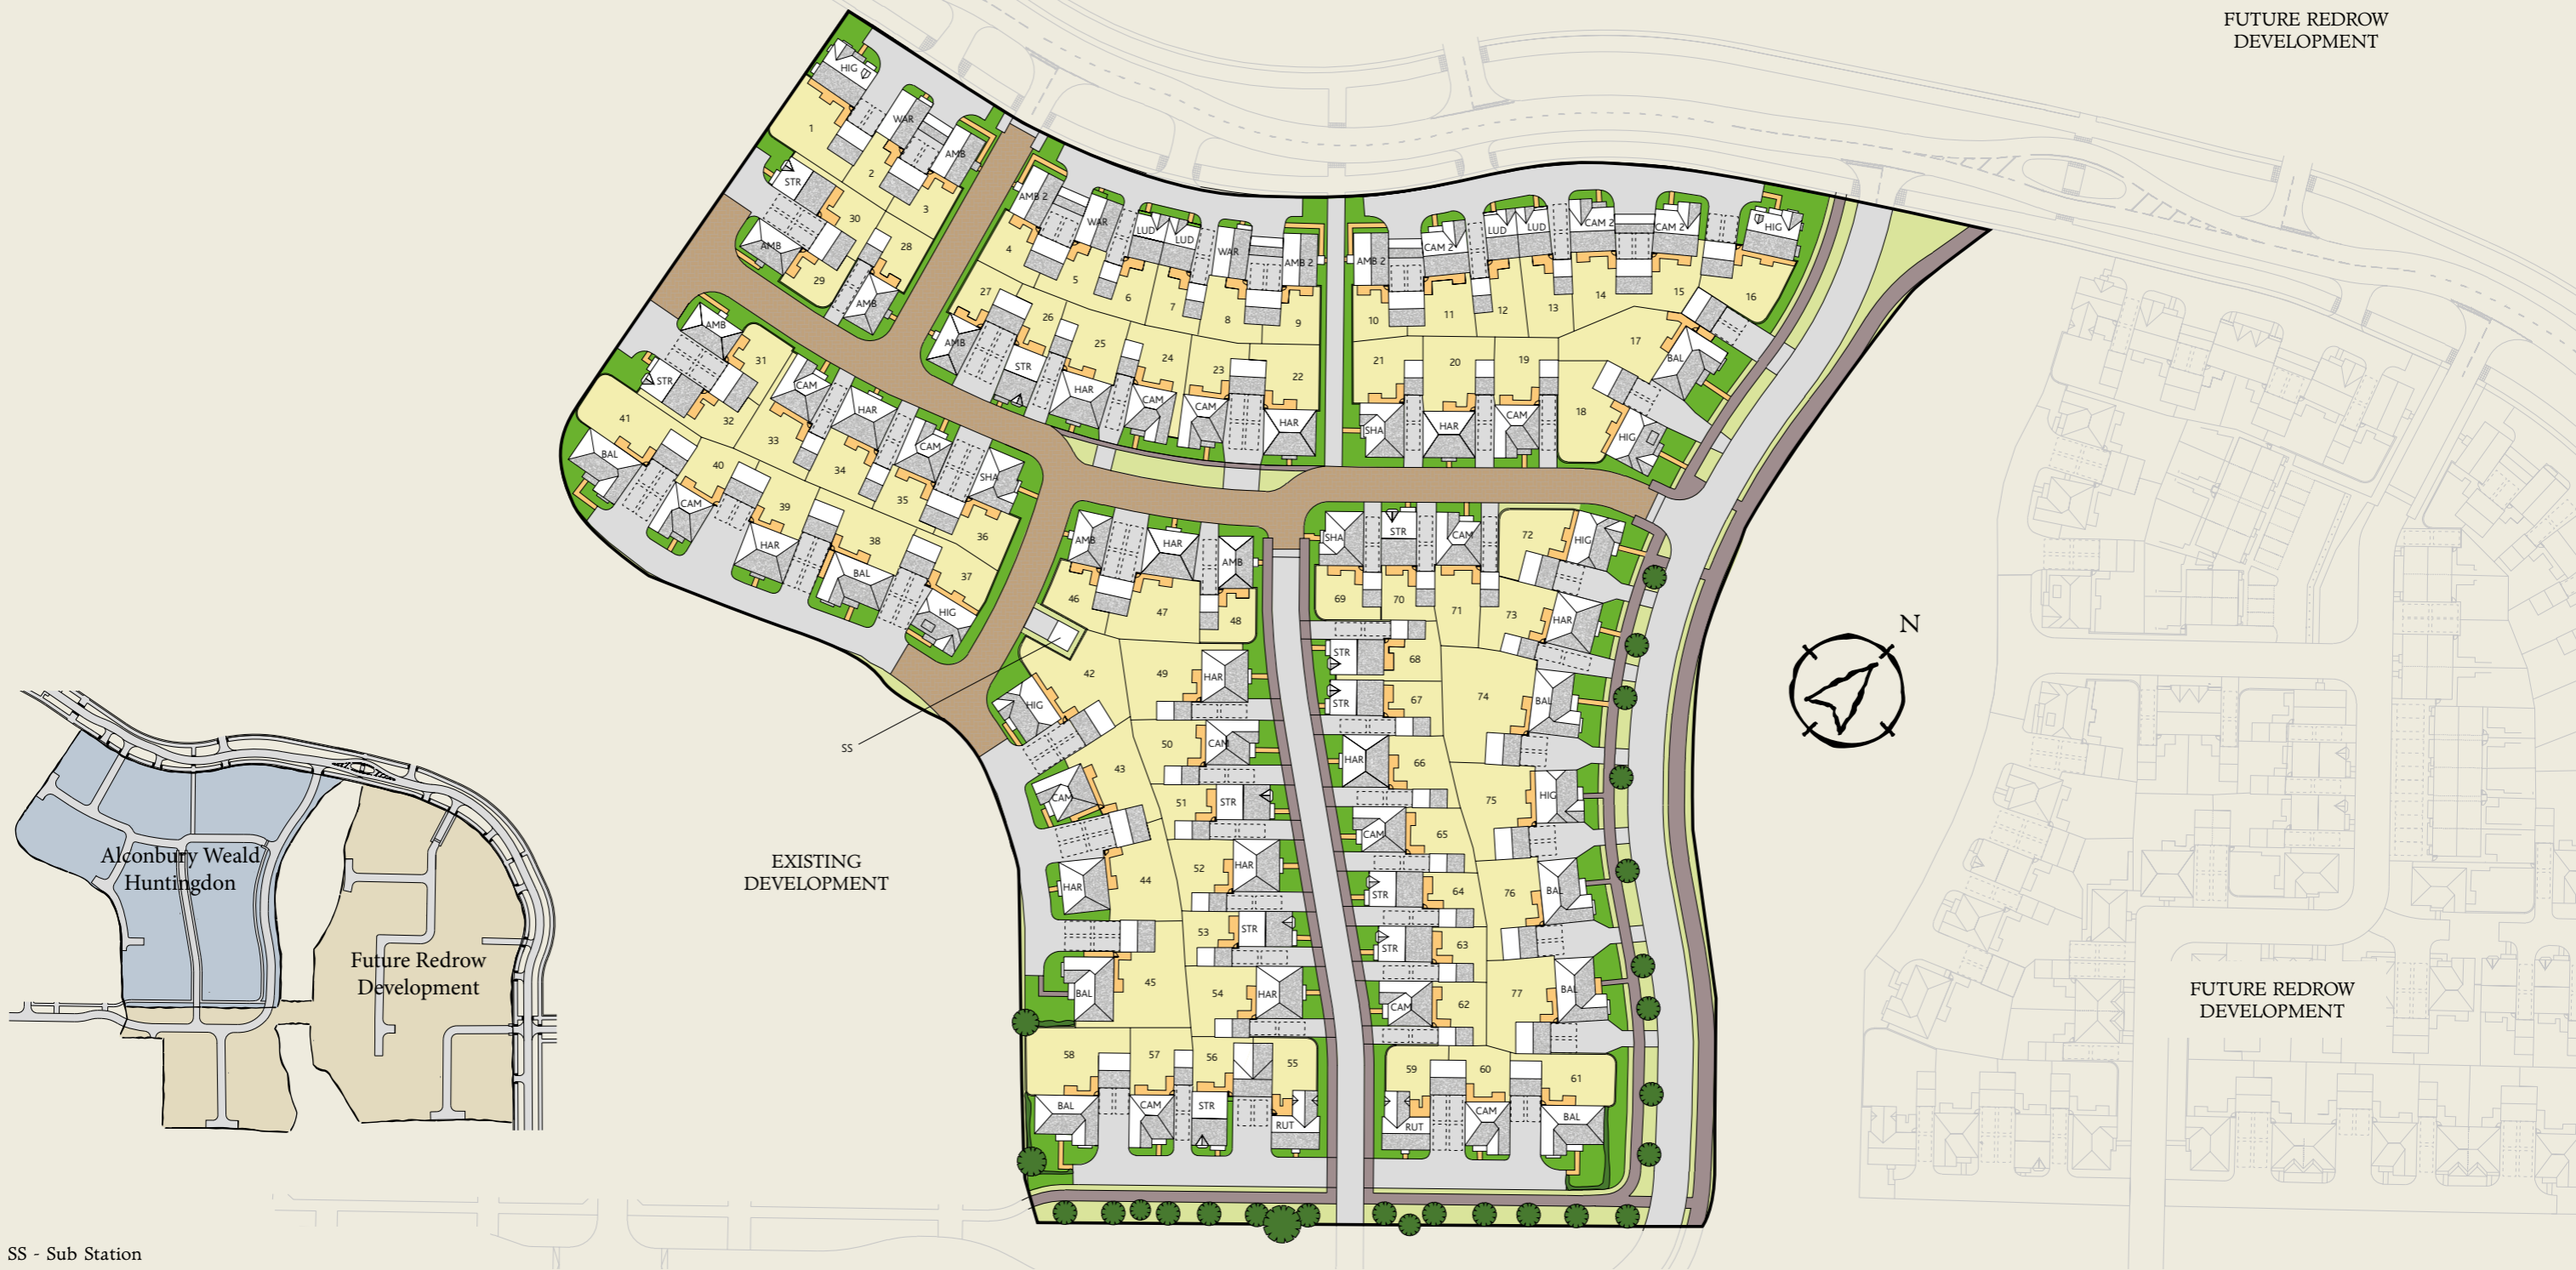 FUTURE REDROW
DEVELOPMENT
HIG
1
WAR
2
AMB
3
STR
30
28
AMB
29
AMB
AMB 2
4
WAR
5
LUD
6
LUD
7
WAR
8
AMB 2
9
AMB 2
10
CAM 2
11
LUD
12
LUD
13
CAM 2
14
CAM 2
15
HIG
16
17
BAL
18
HIG
27
AMB
26
STR
25
HAR
24
CAM
23
CAM
22
HAR
21
SHA
20
HAR
19
CAM
AMB
31
STR
32
CAM
33
HAR
34
CAM
35
SHA
36
41
BAL
40
CAM
39
HAR
38
BAL
37
HIG
AMB
46
HAR
47
AMB
48
SHA
69
STR
70
CAM
71
72
HIG
73
HAR
74
BAL
75
HIG
76
BAL
77
BAL
42
HIG
SS
43
CAM
44
HAR
45
BAL
49
HAR
50
CAM
51
STR
52
HAR
53
STR
54
HAR
STR
68
STR
67
HAR
66
CAM
65
STR
64
STR
63
CAM
62
58
BAL
57
CAM
56
STR
55
RUT
59
RUT
60
CAM
61
BAL
N
EXISTING
DEVELOPMENT
FUTURE REDROW
DEVELOPMENT
Alconbury Weald
Huntingdon
Future Redrow
Development
SS - Sub Station